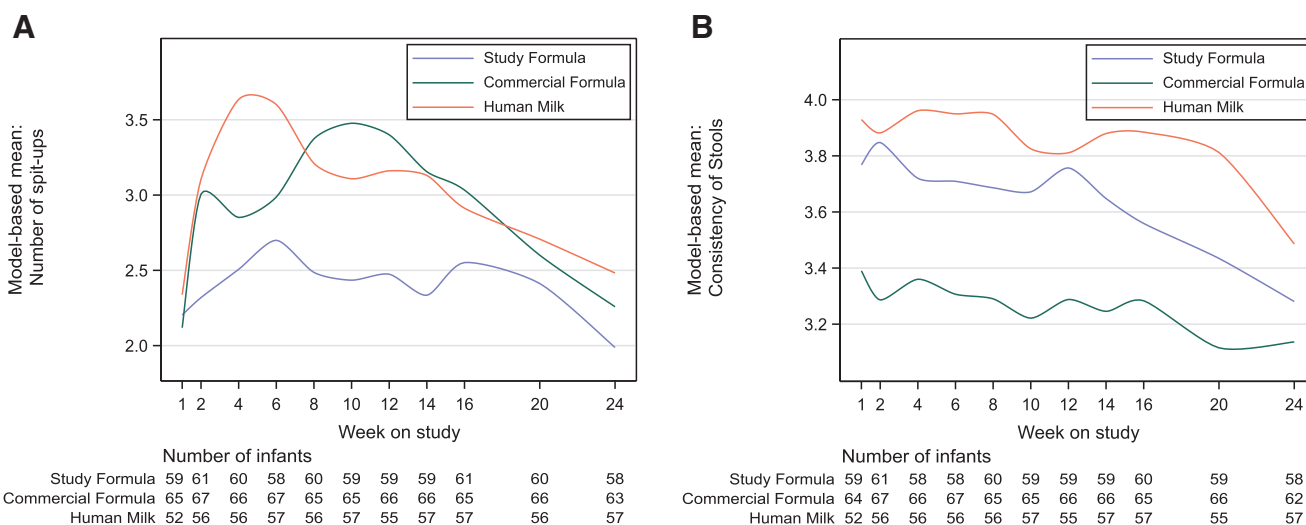 A
Model-based mean:
Number of spit-ups
3.5
3.0
2.5
2.0
Study Formula
Commercial Formula
Human Milk
1 2 4 6 8 10 12 14 16 20 24
Week on study
Number of infants
Study Formula 59 61 60 58 60 59 59 59 61 60 58
Commercial Formula 65 67 66 67 65 65 66 66 65 66 63
Human Milk 52 56 56 57 56 57 55 57 57 56 57
B
Model-based mean:
Consistency of Stools
4.0
3.8
3.6
3.4
3.2
Study Formula
Commercial Formula
Human Milk
1 2 4 6 8 10 12 14 16 20 24
Week on study
Number of infants
Study Formula 59 61 58 58 60 59 59 59 60 59 58
Commercial Formula 64 67 66 67 65 65 66 66 65 66 62
Human Milk 52 56 56 56 56 57 55 57 57 55 57